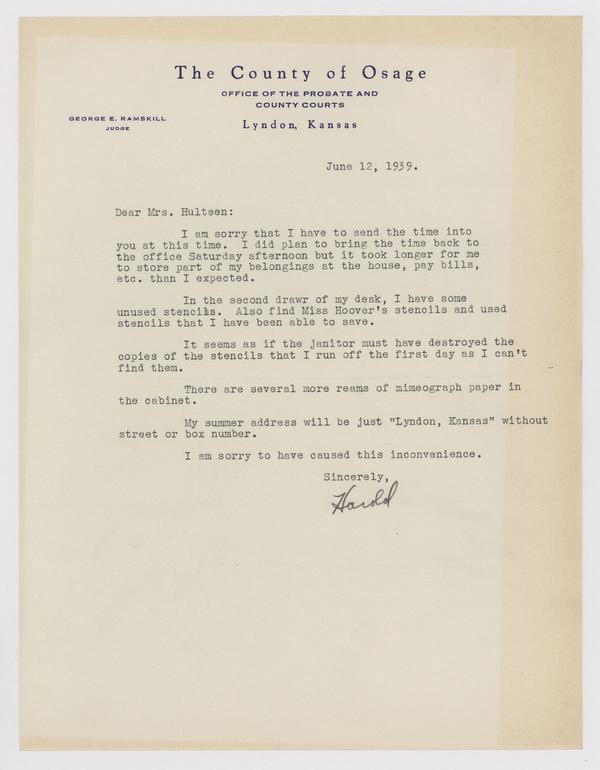 The County of Osage
OFFICE OF THE PROBATE AND
COUNTY COURTS
GEORGE E. RAMSKILL
JUDGE
Lyndon, Kansas
June 12, 1939.
Dear Mrs. Hulteen:
I am sorry that I have to send the time into
you at this time. I did plan to bring the time back to
the office Saturday afternoon but it took longer for me
to store part of my belongings at the house, pay bills,
etc. than I expected.
In the second drawr of my desk, I have some
unused stencils. Also find Miss Hoover's stencils and used
stencils that I have been able to save.
It seems as if the janitor must have destroyed the
copies of the stencils that I run off the first day as I can't
find them.
There are several more reams of mimeograph paper in
the cabinet.
My summer address will be just "Lyndon, Kansas" without
street or box number.
I am sorry to have caused this inconvenience.
Sincerely,
Harold